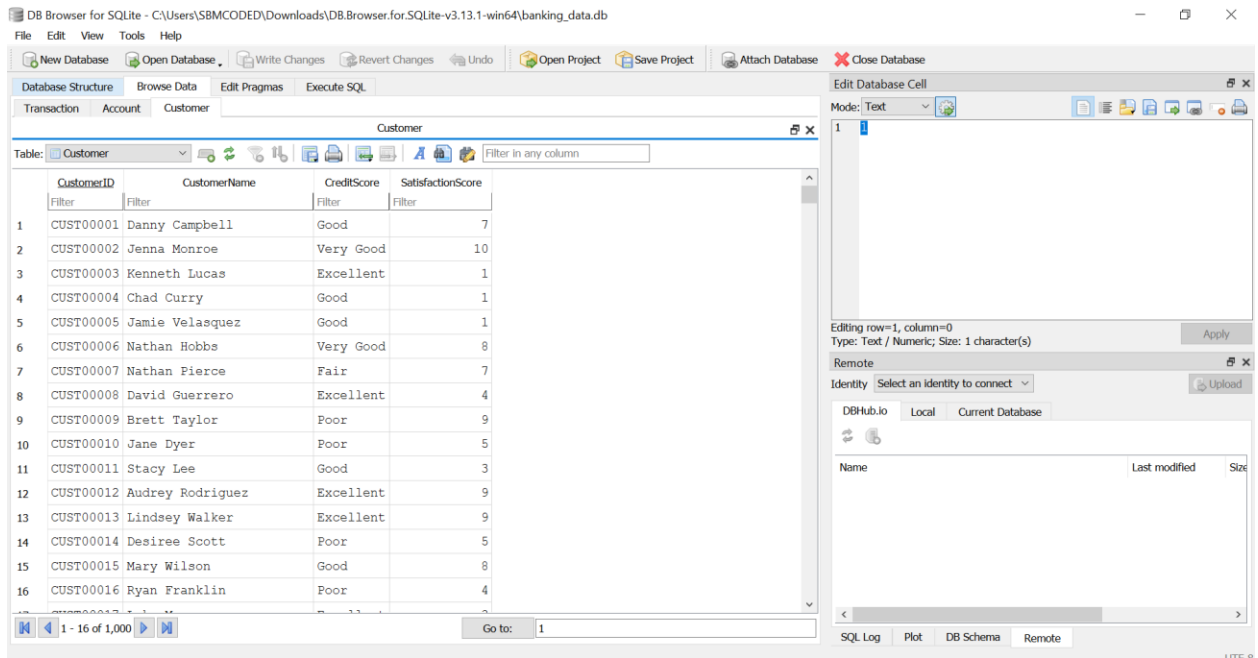 DB Browser for SQLite - C:\Users\SBMCODED\Downloads\DB.Browser.for.SQLite-v3.13.1-win64\banking_data.db
File Edit View Tools Help
New Database Open Database Write Changes Revert Changes Undo Open Project Save Project Attach Database Close Database
Database Structure Browse Data Edit Pragmas Execute SQL
Transaction Account Customer
Customer
Table: Customer Filter in any column
CustomerID CustomerName CreditScore SatisfactionScore
Filter Filter Filter Filter
1 CUST00001 Danny Campbell Good 7
2 CUST00002 Jenna Monroe Very Good 10
3 CUST00003 Kenneth Lucas Excellent 1
4 CUST00004 Chad Curry Good 1
5 CUST00005 Jamie Velasquez Good 1
6 CUST00006 Nathan Hobbs Very Good 8
7 CUST00007 Nathan Pierce Fair 7
8 CUST00008 David Guerrero Excellent 4
9 CUST00009 Brett Taylor Poor 9
10 CUST00010 Jane Dyer Poor 5
11 CUST00011 Stacy Lee Good 3
12 CUST00012 Audrey Rodriguez Excellent 9
13 CUST00013 Lindsey Walker Excellent 9
14 CUST00014 Desiree Scott Poor 5
15 CUST00015 Mary Wilson Good 8
16 CUST00016 Ryan Franklin Poor 4
1 - 16 of 1,000 Go to: 1
Edit Database Cell
Mode: Text
1 1
Editing row=1, column=0
Type: Text / Numeric; Size: 1 character(s)
Apply
Remote
Identity Select an identity to connect Upload
DBHub.io Local Current Database
Name Last modified Size
SQL Log Plot DB Schema Remote